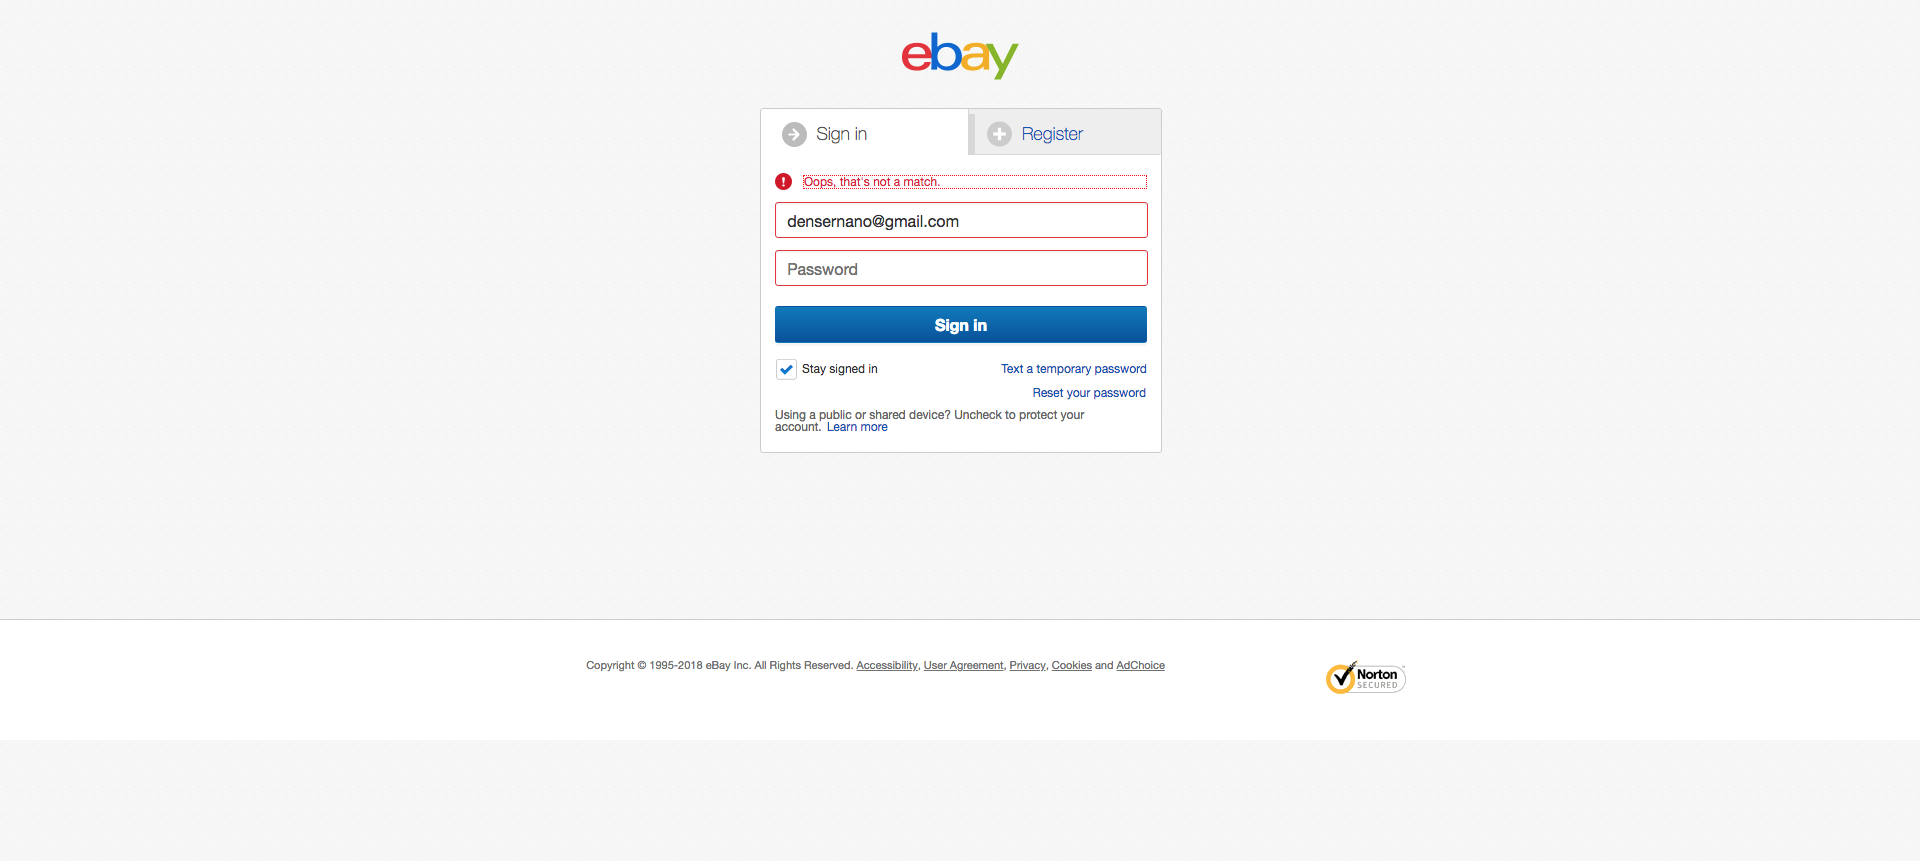 ebay
Sign in
Register
Oops, that's not a match.
densernano@gmail.com
Password
Sign in
Stay signed in
Text a temporary password
Reset your password
Using a public or shared device? Uncheck to protect your
account. Learn more
Copyright © 1995-2018 eBay Inc. All Rights Reserved. Accessibility, User Agreement, Privacy, Cookies and AdChoice
Norton
SECURED